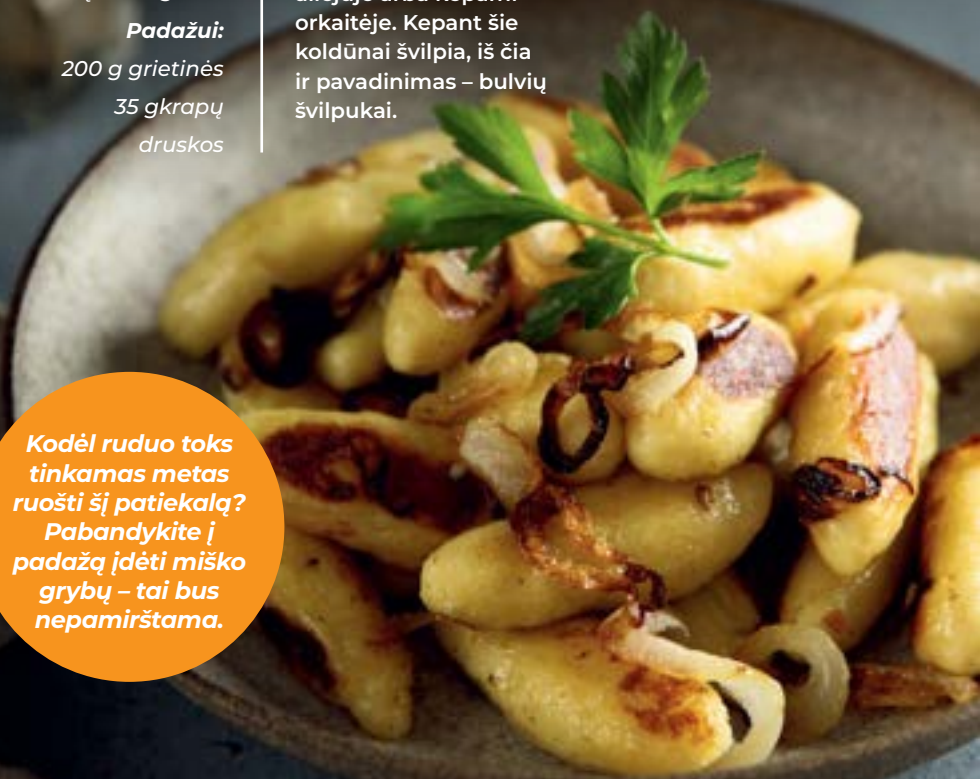 Padažui:
200 g grietinės
35 gkrapų
druskos
orkaitėje. Kepant šie
koldūnai švilpia, iš čia
ir pavadinimas – bulvių
švilpukai.
Kodėl ruduo toks
tinkamas metas
ruošti šį patiekalą?
Pabandykite į
padažą įdėti miško
grybų – tai bus
nepamirštama.